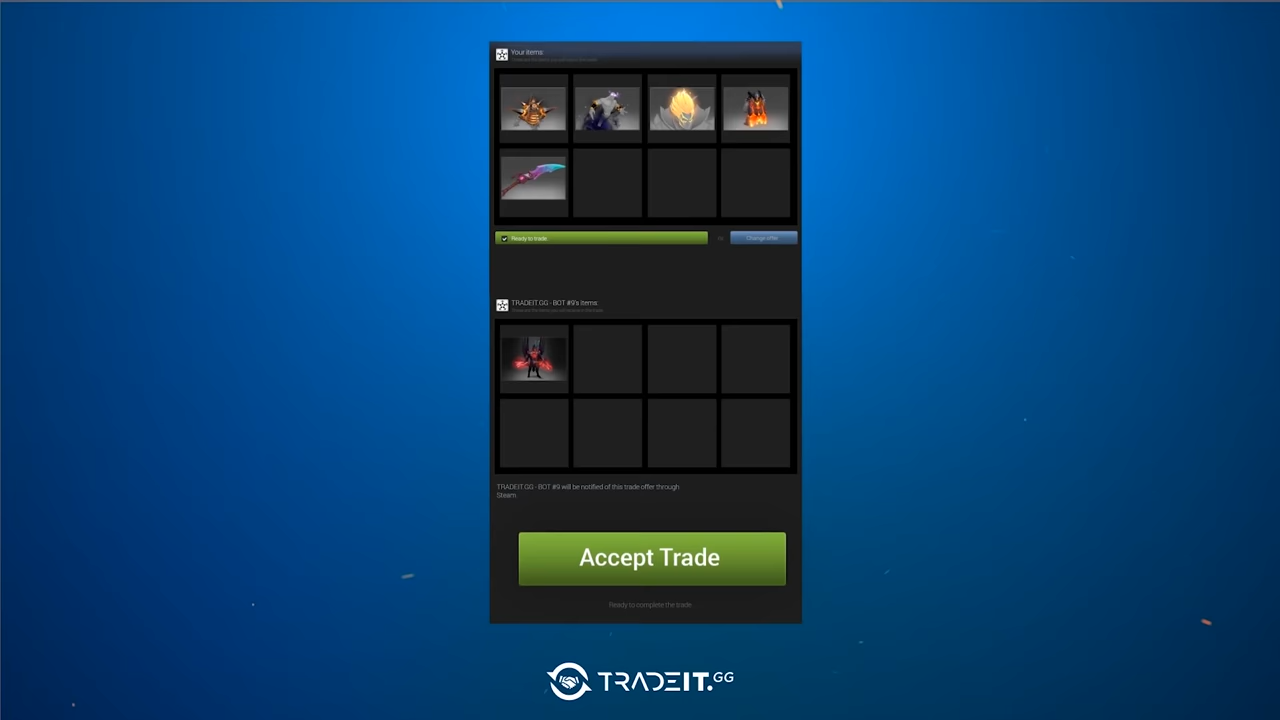 Your items:
Ready to trade.
Change offer
TRADEIT.GG - BOT #9's items:
TRADEIT.GG - BOT #9 will be notified of this trade offer through
Steam
Accept Trade
Ready to complete the trade
TRADEIT.GG